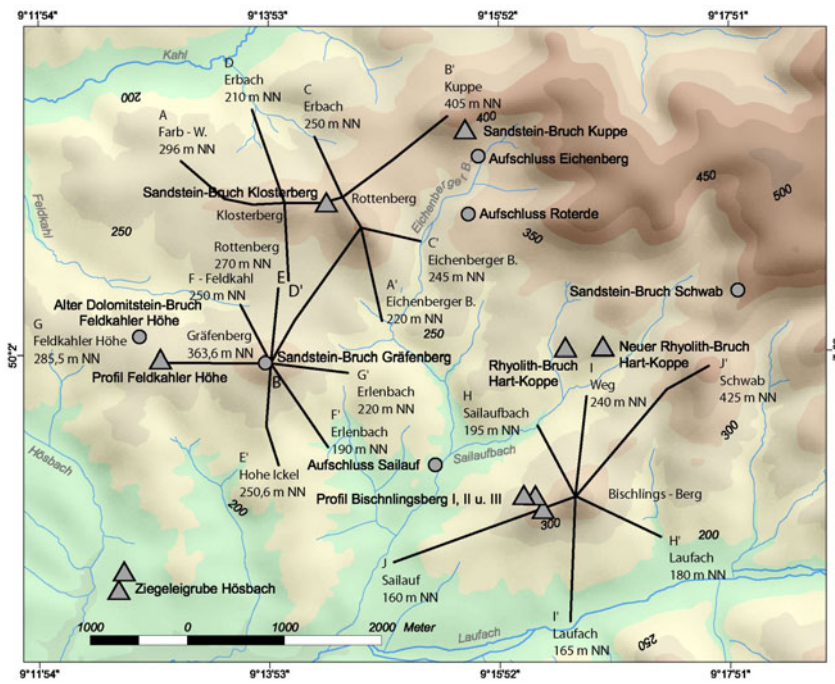 9°11'54"
9°13'53"
9°15'52"
9°17'51"
Kahl
200
D
Erbach
210 m NN
C
Erbach
250 m NN
B'
Kuppe
405 m NN
400
Sandstein-Bruch Kuppe
A
Farb - W.
296 m NN
Aufschluss Eichenberg
450
500
Sandstein-Bruch Klosterberg
Rottenberg
Eichenberger B.
Klosterberg
Aufschluss Roterde
Feldkahl
250
350
Rottenberg
270 m NN
C'
Eichenberger B.
245 m NN
F - Feldkahl
250 m NN
E
D'
A'
Eichenberger B.
220 m NN
Sandstein-Bruch Schwab
Alter Dolomitstein-Bruch
Feldkahler Höhe
250
G
Feldkahler Höhe
285,5 m NN
Gräfenberg
363,6 m NN
Sandstein-Bruch Gräfenberg
50°2'
Neuer Rhyolith-Bruch
Hart-Koppe
Rhyolith-Bruch
Hart-Koppe
Profil Feldkahler Höhe
B
G'
Erlenbach
220 m NN
I
Weg
240 m NN
J'
Schwab
425 m NN
H
Sailaufbach
195 m NN
F'
Erlenbach
190 m NN
300
Hösbach
E'
Hohe Ickel
250,6 m NN
Aufschluss Sailauf
Sailaufbach
Profil Bischnlingsberg I, II u. III
Bischlings - Berg
200
300
200
H'
Laufach
180 m NN
J
Sailauf
160 m NN
Ziegeleigrube Hösbach
I'
Laufach
165 m NN
1000
0
1000
2000
Meter
Laufach
250
9°11'54"
9°13'53"
9°15'52"
9°17'51"